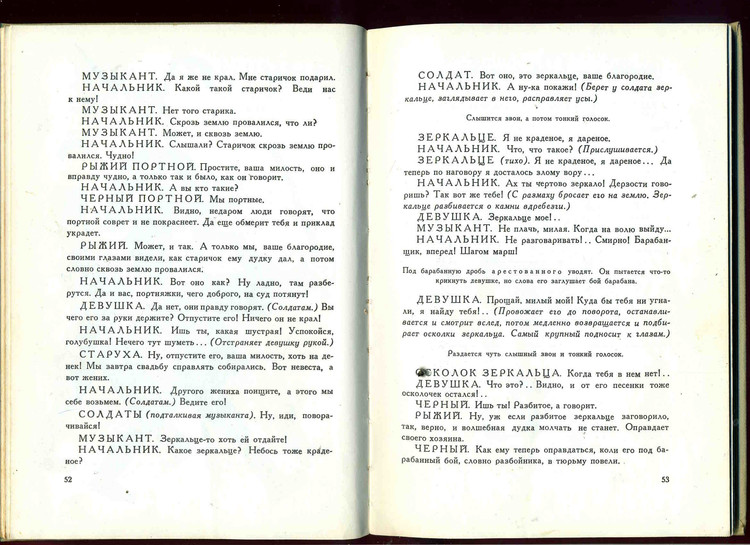 МУЗЫКАНТ. Да я же не крал. Мне старичок подарил.
НАЧАЛЬНИК. Какой такой старичок? Веди нас
к нему!
МУЗЫКАНТ. Нет того старика.
НАЧАЛЬНИК. Скрозь землю провалился, что ли?
МУЗЫКАНТ. Может, и сквозь землю.
НАЧАЛЬНИК. Слышали? Старичок скрозь землю про-
валился. Чудно!
РЫЖИЙ ПОРТНОЙ. Простите, ваша милость, оно и
вправду чудно, а только так и было, как он говорит.
НАЧАЛЬНИК. А вы кто такие?
ЧЕРНЫЙ ПОРТНОЙ. Мы портные.
НАЧАЛЬНИК. Видно, недаром люди говорят, что
портной соврет и не покраснеет. Да еще обмерит и приклад
украдет.
РЫЖИЙ. Может, и так. А только мы, ваше благородие,
своими глазами видели, как старичок ему дудку дал, а потом
словно сквозь землю провалился.
НАЧАЛЬНИК. Вот оно как? Ну ладно, там разбе-
рутся. Да и вас, портняжки, чего доброго, на суд потянут!
ДЕВУШКА. Да нет, они правду говорят. (Солдатам.) Вы
чего его за руки держите? Отпустите его! Ничего он не крал!
НАЧАЛЬНИК. Ишь ты, какая шустрая! Успокойся,
голубушка! Нечего тут шуметь... (Отстраняет девушку рукой.)
СТАРУХА. Ну, отпустите его, ваша милость, хоть на де-
нек! Мы завтра свадьбу справлять собирались. Вот невеста, а
вот жених.
НАЧАЛЬНИК. Другого жениха поищите, а этого мы
себе возьмем. (Солдатам.) Ведите его!
СОЛДАТЫ (подталкивая музыканта). Ну, иди, повора-
чивайся!
МУЗЫКАНТ. Зеркальце-то хоть ей отдайте!
НАЧАЛЬНИК. Какое зеркальце? Небось тоже краде-
ное?
52
СОЛДАТ. Вот оно, это зеркальце, ваше благородие.
НАЧАЛЬНИК. А ну-ка покажи! (Берет у солдата зер-
кальце, заглядывает в него, расправляет усы.)
Слышится звон, а потом тонкий голосок.
ЗЕРКАЛЬЦЕ. Я не краденое, я дареное.
НАЧАЛЬНИК. Что, что такое? (Прислушивается.)
ЗЕРКАЛЬЦЕ (тихо). Я не краденое, я дареное... Да
теперь по наговору я досталось злому вору...
НАЧАЛЬНИК. Ах ты чертово зеркало! Дерзости гово-
ришь? Так вот же тебе! (С размаху бросает его на землю. Зер-
кальце разбивается о камни вдребезги.)
ДЕВУШКА. Зеркальце мое!..
МУЗЫКАНТ. Не плачь, милая. Когда на волю выйду...
НАЧАЛЬНИК. Не разговаривать!.. Смирно! Барабан-
щик, вперед! Шагом марш!
Под барабанную дробь арестованного уводят. Он пытается что-то
крикнуть девушке, но слова его заглушает бой барабана.
ДЕВУШКА. Прощай, милый мой! Куда бы тебя ни угна-
ли, я найду тебя!.. (Провожает его до поворота, останавли-
вается и смотрит вслед, потом медленно возвращается и подби-
рает осколки зеркальца. Самый крупный подносит к глазам.)
Раздается чуть слышный звон и тонкий голосок.
ОСКОЛОК ЗЕРКАЛЬЦА. Когда тебя в нем нет!..
ДЕВУШКА. Что это?.. Видно, и от его песенки тоже
осколочек остался!..
ЧЕРНЫЙ. Ишь ты! Разбитое, а говорит.
РЫЖИЙ. Ну, уж если разбитое зеркальце заговорило,
так, верно, и волшебная дудка молчать не станет. Оправдает
своего хозяина.
ЧЕРНЫЙ. Как ему теперь оправдаться, коли его под ба-
рабанный бой, словно разбойника, в тюрьму повели.
53